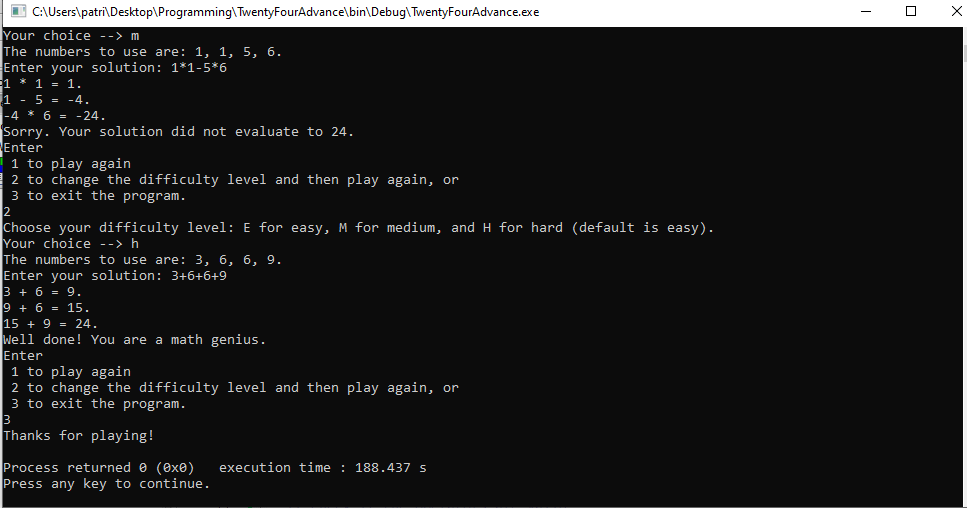 C:\Users\patri\Desktop\Programming\TwentyFourAdvance\bin\Debug\TwentyFourAdvance.exe
Your choice --> m
The numbers to use are: 1, 1, 5, 6.
Enter your solution: 1*1-5*6
1 * 1 = 1.
1 - 5 = -4.
-4 * 6 = -24.
Sorry. Your solution did not evaluate to 24.
Enter
 1 to play again
 2 to change the difficulty level and then play again, or
 3 to exit the program.
2
Choose your difficulty level: E for easy, M for medium, and H for hard (default is easy).
Your choice --> h
The numbers to use are: 3, 6, 6, 9.
Enter your solution: 3+6+6+9
3 + 6 = 9.
9 + 6 = 15.
15 + 9 = 24.
Well done! You are a math genius.
Enter
 1 to play again
 2 to change the difficulty level and then play again, or
 3 to exit the program.
3
Thanks for playing!
Process returned 0 (0x0)   execution time : 188.437 s
Press any key to continue.